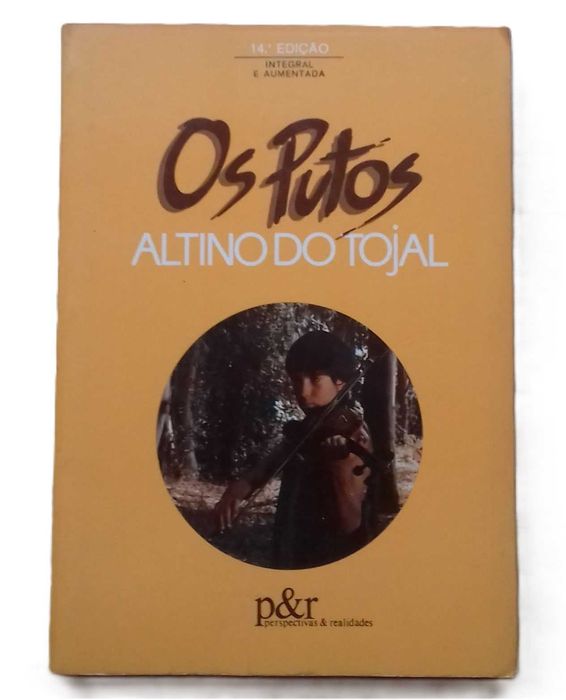 14.ª EDIÇÃO
INTEGRAL
E AUMENTADA
Os Putos
ALTINO DO TOjAL
p&r
perspectivas & realidades